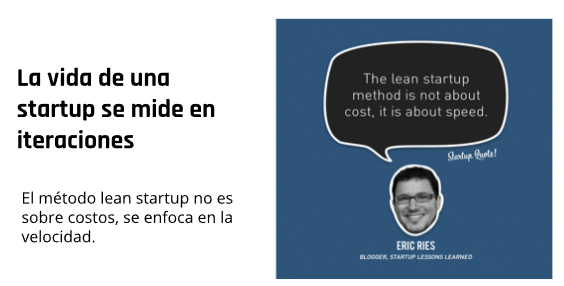 La vida de una
startup se mide en
iteraciones
El método lean startup no es
sobre costos, se enfoca en la
velocidad.
The lean startup
method is not about
cost, it is about speed.
Startup Quote!
ERIC RIES
BLOGGER, STARTUP LESSONS LEARNED